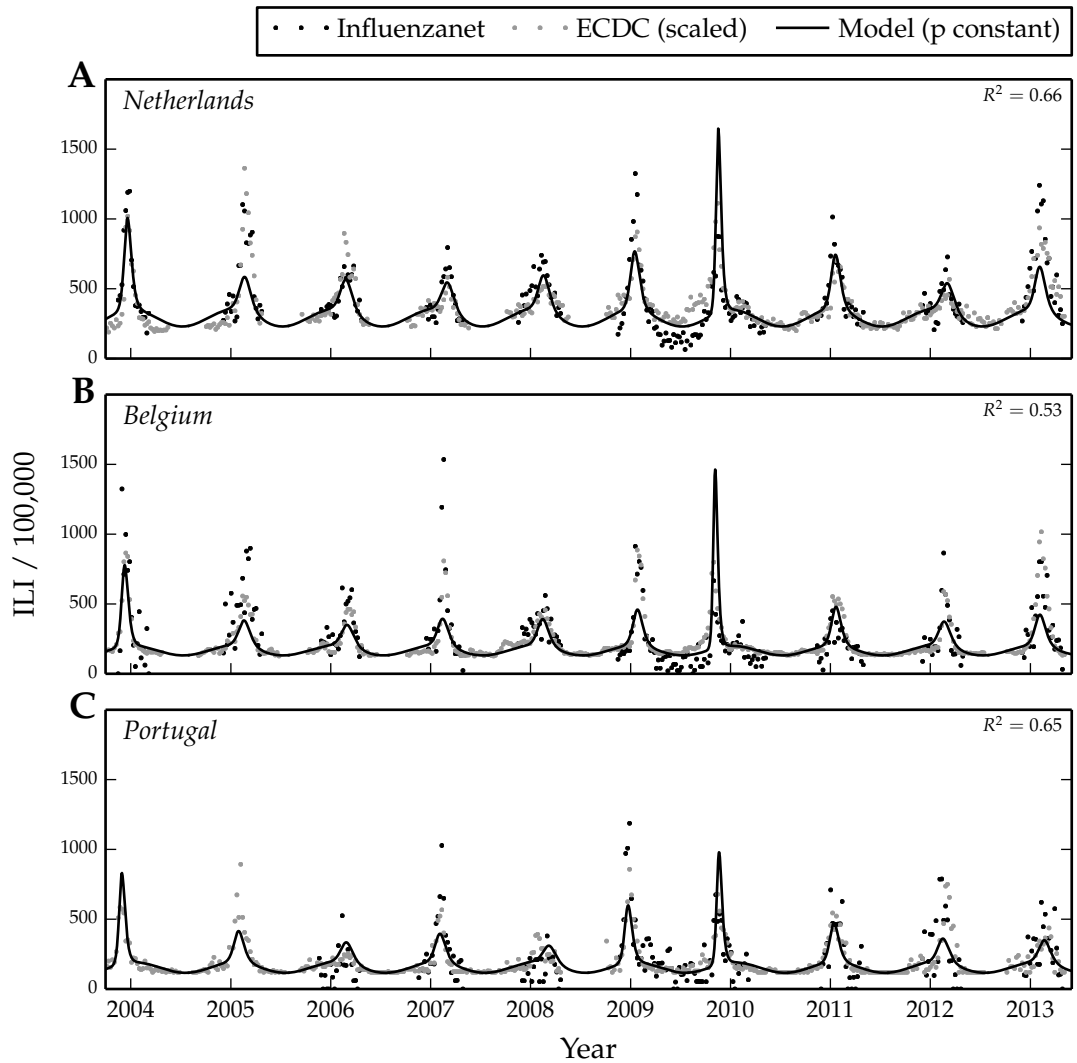 Influenzanet ECDC (scaled) Model (p constant)
A
Netherlands
R² = 0.66
1500
1000
500
0
B
Belgium
R² = 0.53
1500
1000
500
0
C
Portugal
R² = 0.65
1500
1000
500
0
ILI / 100,000
2004 2005 2006 2007 2008 2009 2010 2011 2012 2013
Year